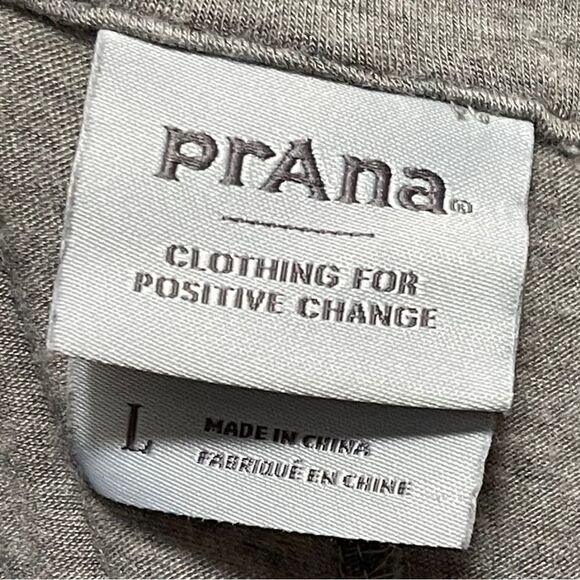 prAna®
CLOTHING FOR
POSITIVE CHANGE
L
MADE IN CHINA
FABRIQUÉ EN CHINE